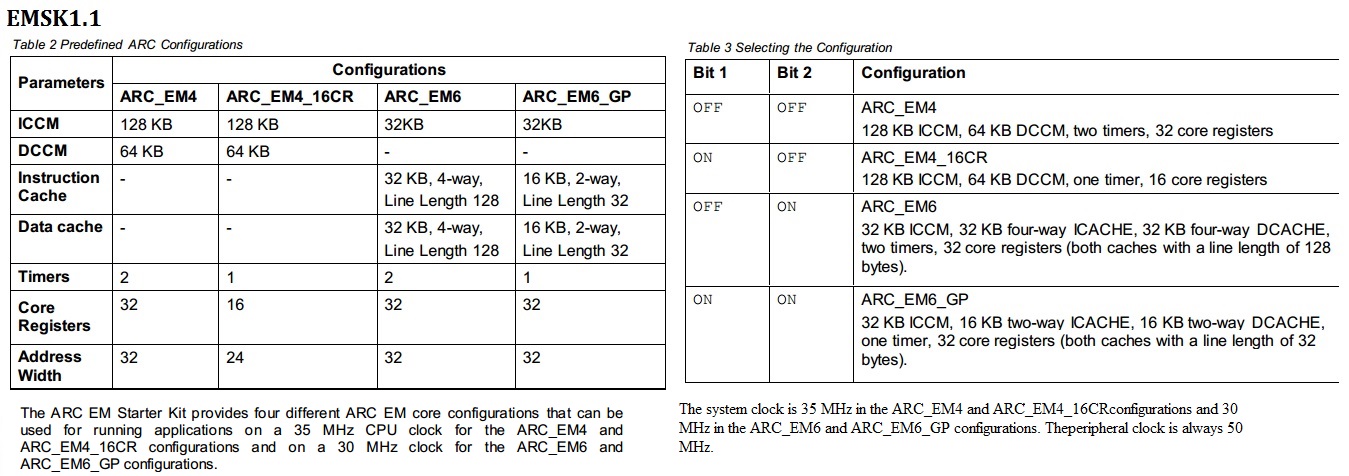 EMSK1.1
Table 2 Predefined ARC Configurations
Parameters Configurations
ARC_EM4 ARC_EM4_16CR ARC_EM6 ARC_EM6_GP
ICCM 128 KB 128 KB 32KB 32KB
DCCM 64 KB 64 KB - -
Instruction Cache - - 32 KB, 4-way, Line Length 128 16 KB, 2-way, Line Length 32
Data cache - - 32 KB, 4-way, Line Length 128 16 KB, 2-way, Line Length 32
Timers 2 1 2 1
Core Registers 32 16 32 32
Address Width 32 24 32 32
The ARC EM Starter Kit provides four different ARC EM core configurations that can be
used for running applications on a 35 MHz CPU clock for the ARC_EM4 and
ARC_EM4_16CR configurations and on a 30 MHz clock for the ARC_EM6 and
ARC_EM6_GP configurations.
Table 3 Selecting the Configuration
Bit 1 Bit 2 Configuration
OFF OFF ARC_EM4
128 KB ICCM, 64 KB DCCM, two timers, 32 core registers
ON OFF ARC_EM4_16CR
128 KB ICCM, 64 KB DCCM, one timer, 16 core registers
OFF ON ARC_EM6
32 KB ICCM, 32 KB four-way ICACHE, 32 KB four-way DCACHE,
two timers, 32 core registers (both caches with a line length of 128
bytes).
ON ON ARC_EM6_GP
32 KB ICCM, 16 KB two-way ICACHE, 16 KB two-way DCACHE,
one timer, 32 core registers (both caches with a line length of 32
bytes).
The system clock is 35 MHz in the ARC_EM4 and ARC_EM4_16CRconfigurations and 30
MHz in the ARC_EM6 and ARC_EM6_GP configurations. Theperipheral clock is always 50
MHz.